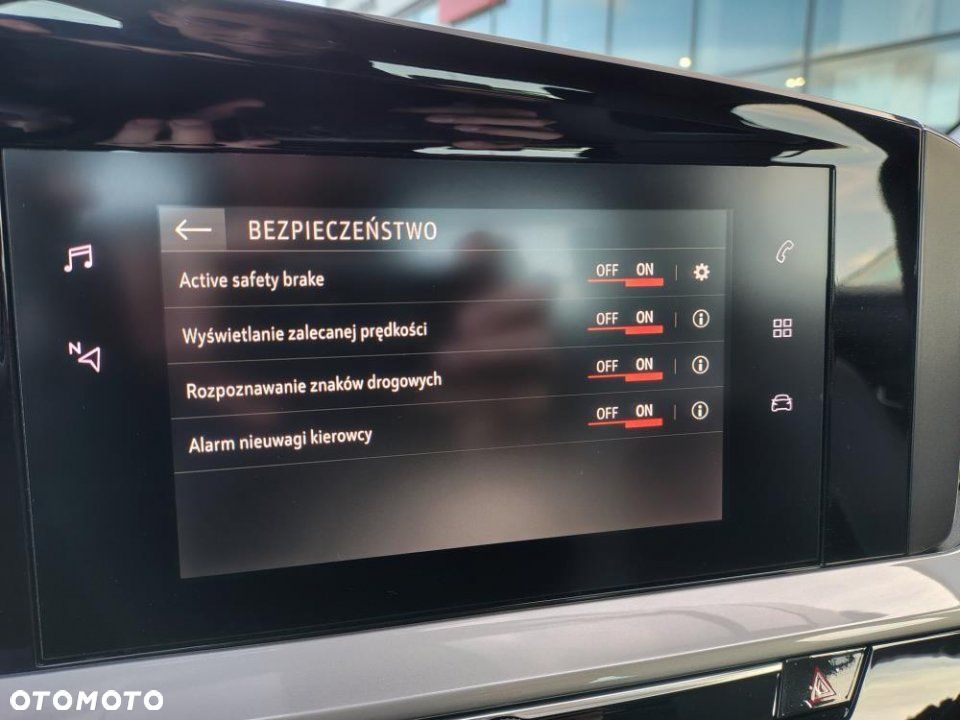 BEZPIECZEŃSTWO
Active safety brake OFF ON
Wyświetlanie zalecanej prędkości OFF ON
Rozpoznawanie znaków drogowych OFF ON
Alarm nieuwagi kierowcy OFF ON
N
OTOMOTO